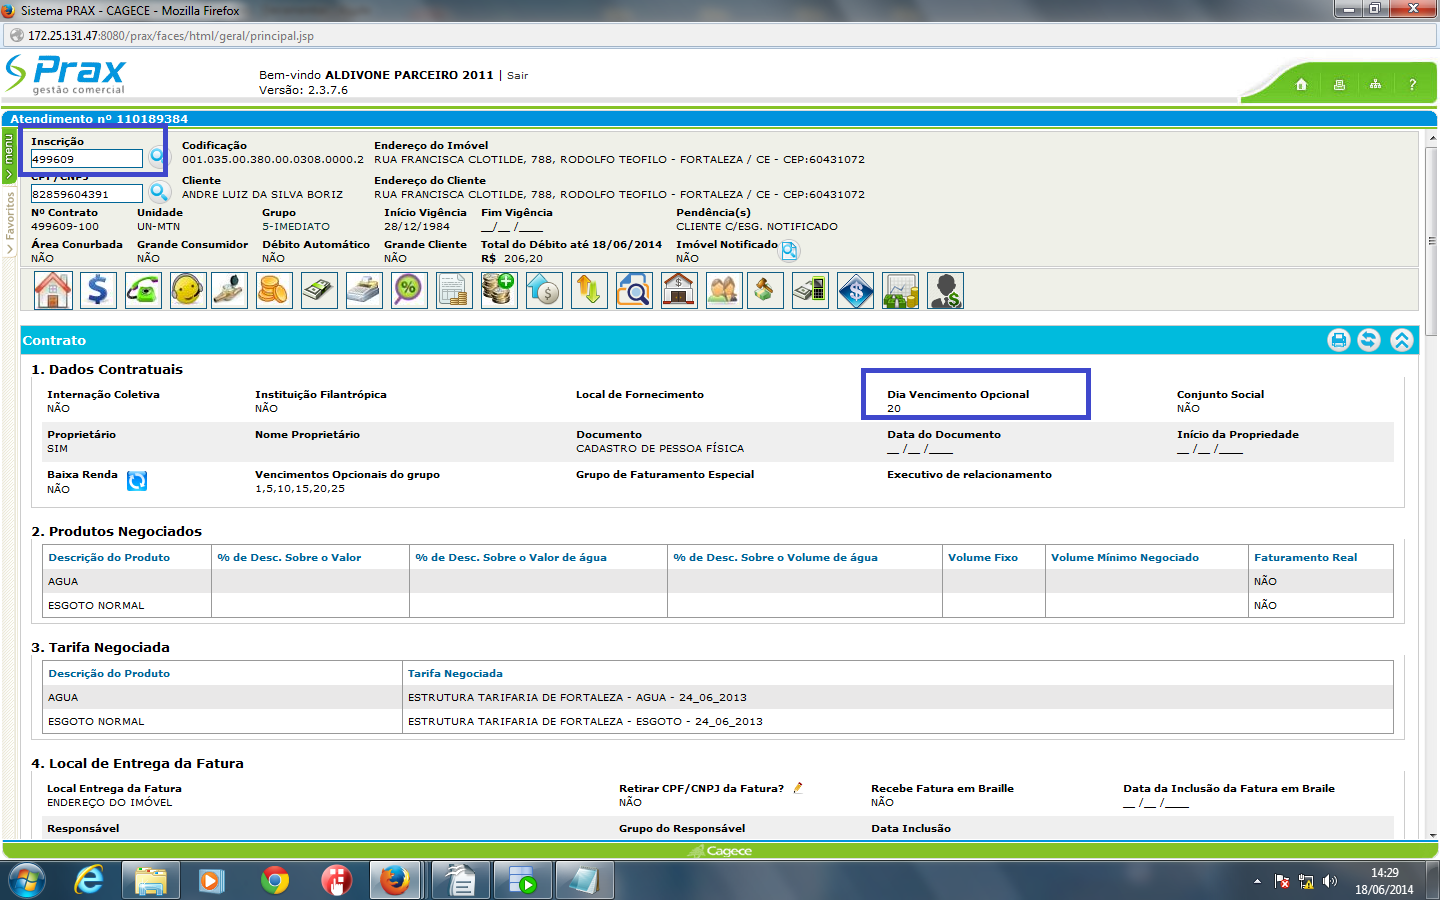 Sistema PRAX - CAGECE - Mozilla Firefox
172.25.131.47:8080/prax/faces/html/geral/principal.jsp
Prax
gestão comercial
Bem-vindo ALDIVONE PARCEIRO 2011 | Sair
Versão: 2.3.7.6
?
Atendimento nº 110189384
menu
Favoritos
Inscrição
499609
Codificação
001.035.00.380.00.0308.0000.2
Endereço do Imóvel
RUA FRANCISCA CLOTILDE, 788, RODOLFO TEOFILO - FORTALEZA / CE - CEP:60431072
CPF/CNPJ
82859604391
Cliente
ANDRE LUIZ DA SILVA BORIZ
Endereço do Cliente
RUA FRANCISCA CLOTILDE, 788, RODOLFO TEOFILO - FORTALEZA / CE - CEP:60431072
Nº Contrato Unidade Grupo Início Vigência Fim Vigência Pendência(s)
499609-100 UN-MTN 5-IMEDIATO 28/12/1984 __/__ /____ CLIENTE C/ESG. NOTIFICADO
Área Conurbada Grande Consumidor Débito Automático Grande Cliente Total do Débito até 18/06/2014 Imóvel Notificado
NÃO NÃO NÃO NÃO R$ 206,20 NÃO
Contrato
1. Dados Contratuais
Internação Coletiva Instituição Filantrópica Local de Fornecimento Dia Vencimento Opcional Conjunto Social
NÃO NÃO 20 NÃO
Proprietário Nome Proprietário Documento Data do Documento Início da Propriedade
SIM CADASTRO DE PESSOA FÍSICA __ /__ /____ __ /__ /____
Baixa Renda Vencimentos Opcionais do grupo Grupo de Faturamento Especial Executivo de relacionamento
NÃO 1,5,10,15,20,25
2. Produtos Negociados
Descrição do Produto % de Desc. Sobre o Valor % de Desc. Sobre o Valor de água % de Desc. Sobre o Volume de água Volume Fixo Volume Mínimo Negociado Faturamento Real
AGUA NÃO
ESGOTO NORMAL NÃO
3. Tarifa Negociada
Descrição do Produto Tarifa Negociada
AGUA ESTRUTURA TARIFARIA DE FORTALEZA - AGUA - 24_06_2013
ESGOTO NORMAL ESTRUTURA TARIFARIA DE FORTALEZA - ESGOTO - 24_06_2013
4. Local de Entrega da Fatura
Local Entrega da Fatura Retirar CPF/CNPJ da Fatura? Recebe Fatura em Braille Data da Inclusão da Fatura em Braile
ENDEREÇO DO IMÓVEL NÃO NÃO __ /__ /____
Responsável Grupo do Responsável Data Inclusão
Cagece
14:29
18/06/2014